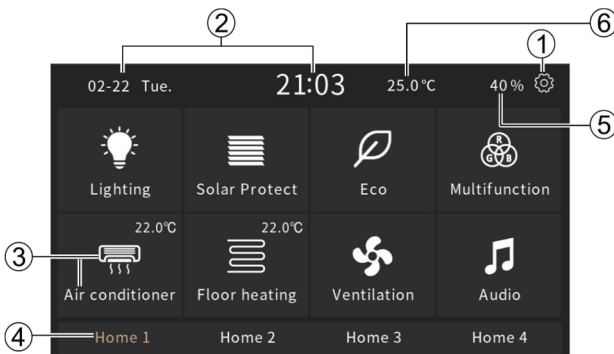 ② ⑥ ①
02-22 Tue. 21:03 25.0℃ 40%
⑤
R
G B
Lighting Solar Protect Eco Multifunction
22.0℃ 22.0℃
③
Air conditioner Floor heating Ventilation Audio
④ Home 1 Home 2 Home 3 Home 4